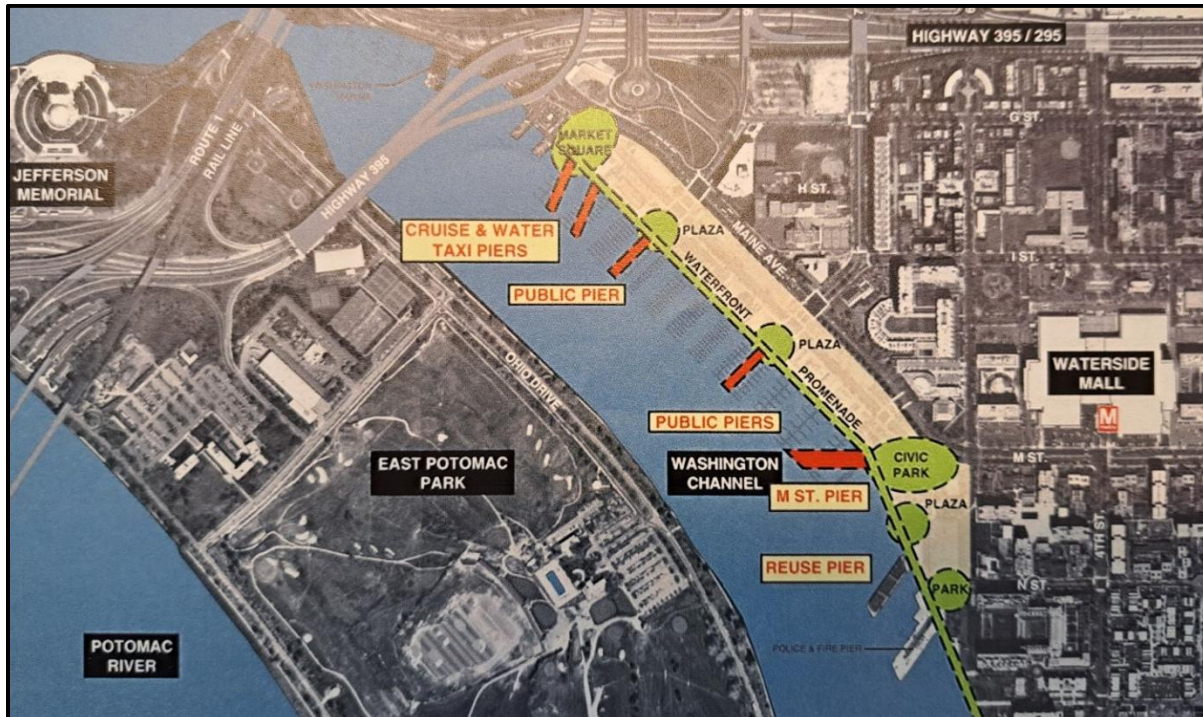 HIGHWAY 395 / 295
WASHINGTON
MARINA
G ST.
MARKET
SQUARE
ROUTE 1
RAIL LINE
JEFFERSON
MEMORIAL
HIGHWAY 395
H ST.
CRUISE & WATER
TAXI PIERS
PLAZA
MAINE AVE.
I ST.
PUBLIC PIER
WATERFRONT
PLAZA
OHIO DRIVE
WATERSIDE
MALL
PROMENADE
M
PUBLIC PIERS
EAST POTOMAC
PARK
WASHINGTON
CHANNEL
CIVIC
PARK
M ST.
M ST. PIER
PLAZA
4TH ST.
REUSE PIER
PARK
N ST.
POTOMAC
RIVER
POLICE & FIRE PIER